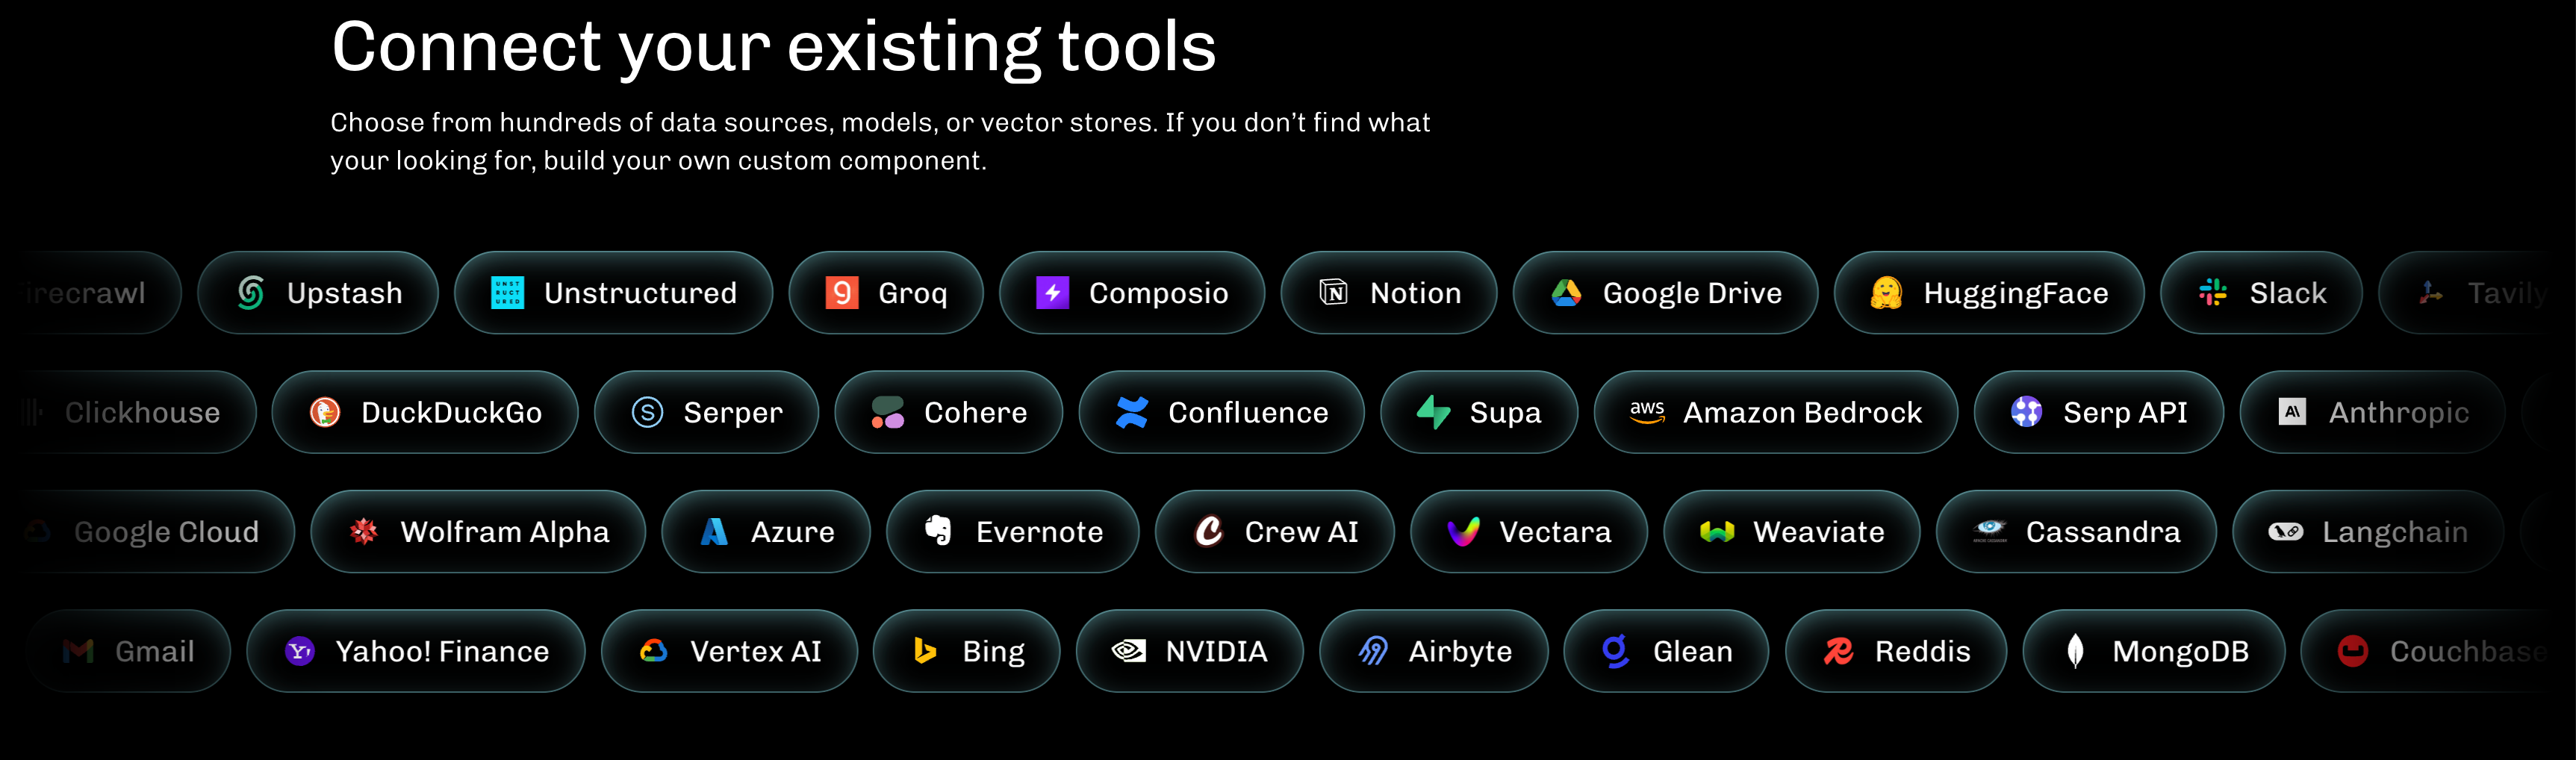 Connect your existing tools
Choose from hundreds of data sources, models, or vector stores. If you don’t find what
your looking for, build your own custom component.
irecrawl Upstash UNST RUCT URED Unstructured Groq Composio Notion Google Drive HuggingFace Slack Tavily
Clickhouse DuckDuckGo S Serper Cohere Confluence Supa aws Amazon Bedrock Serp API A\ Anthropic
Google Cloud Wolfram Alpha Azure Evernote Crew AI Vectara Weaviate Cassandra Langchain
Gmail Yahoo! Finance Vertex AI Bing NVIDIA Airbyte Glean Reddis MongoDB Couchbase